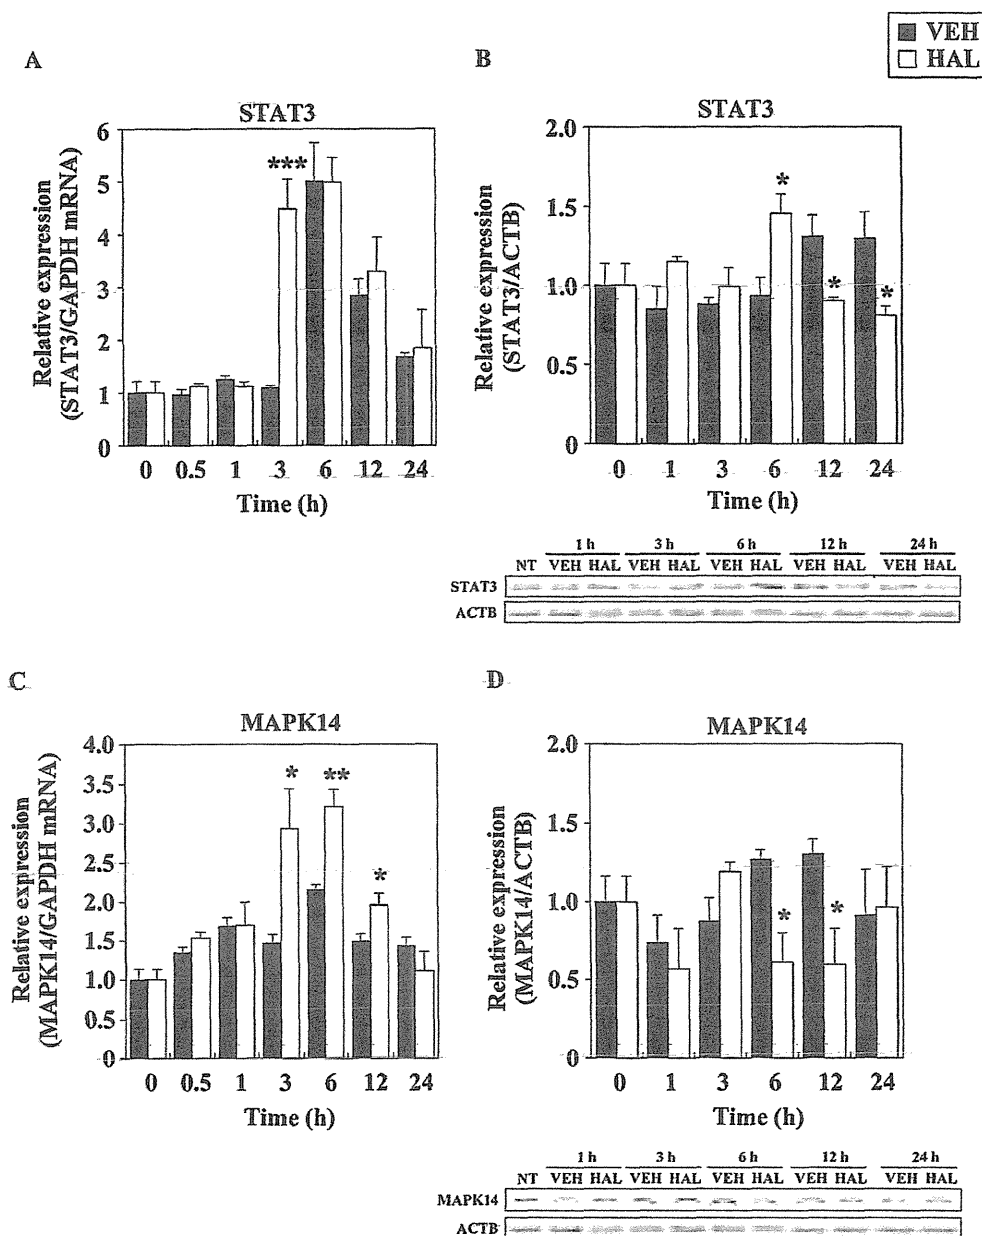 VEH
HAL
A
STAT3
Relative expression
(STAT3/GAPDH mRNA)
6
5
4
3
2
1
0
***
0 0.5 1 3 6 12 24
Time (h)
B
STAT3
Relative expression
(STAT3/ACTB)
2.0
1.5
1.0
0.5
0
*
*
*
0 1 3 6 12 24
Time (h)
1 h 3 h 6 h 12 h 24 h
NT VEH HAL VEH HAL VEH HAL VEH HAL VEH HAL
STAT3
ACTB
C
MAPK14
Relative expression
(MAPK14/GAPDH mRNA)
4.0
3.5
3.0
2.5
2.0
1.5
1.0
0.5
0
*
**
*
0 0.5 1 3 6 12 24
Time (h)
D
MAPK14
Relative expression
(MAPK14/ACTB)
2.0
1.5
1.0
0.5
0
*
*
0 1 3 6 12 24
Time (h)
1 h 3 h 6 h 12 h 24 h
NT VEH HAL VEH HAL VEH HAL VEH HAL VEH HAL
MAPK14
ACTB